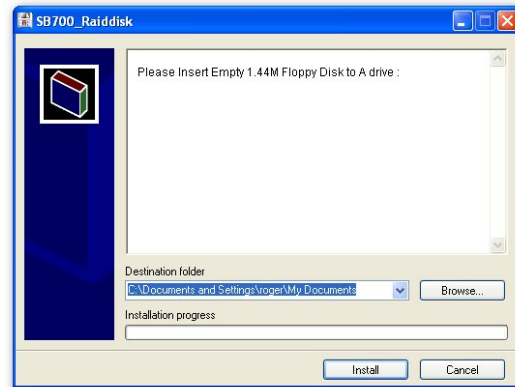 SB700_Raiddisk
Please Insert Empty 1.44M Floppy Disk to A drive :
Destination folder
C:\Documents and Settings\roger\My Documents
Browse...
Installation progress
Install
Cancel